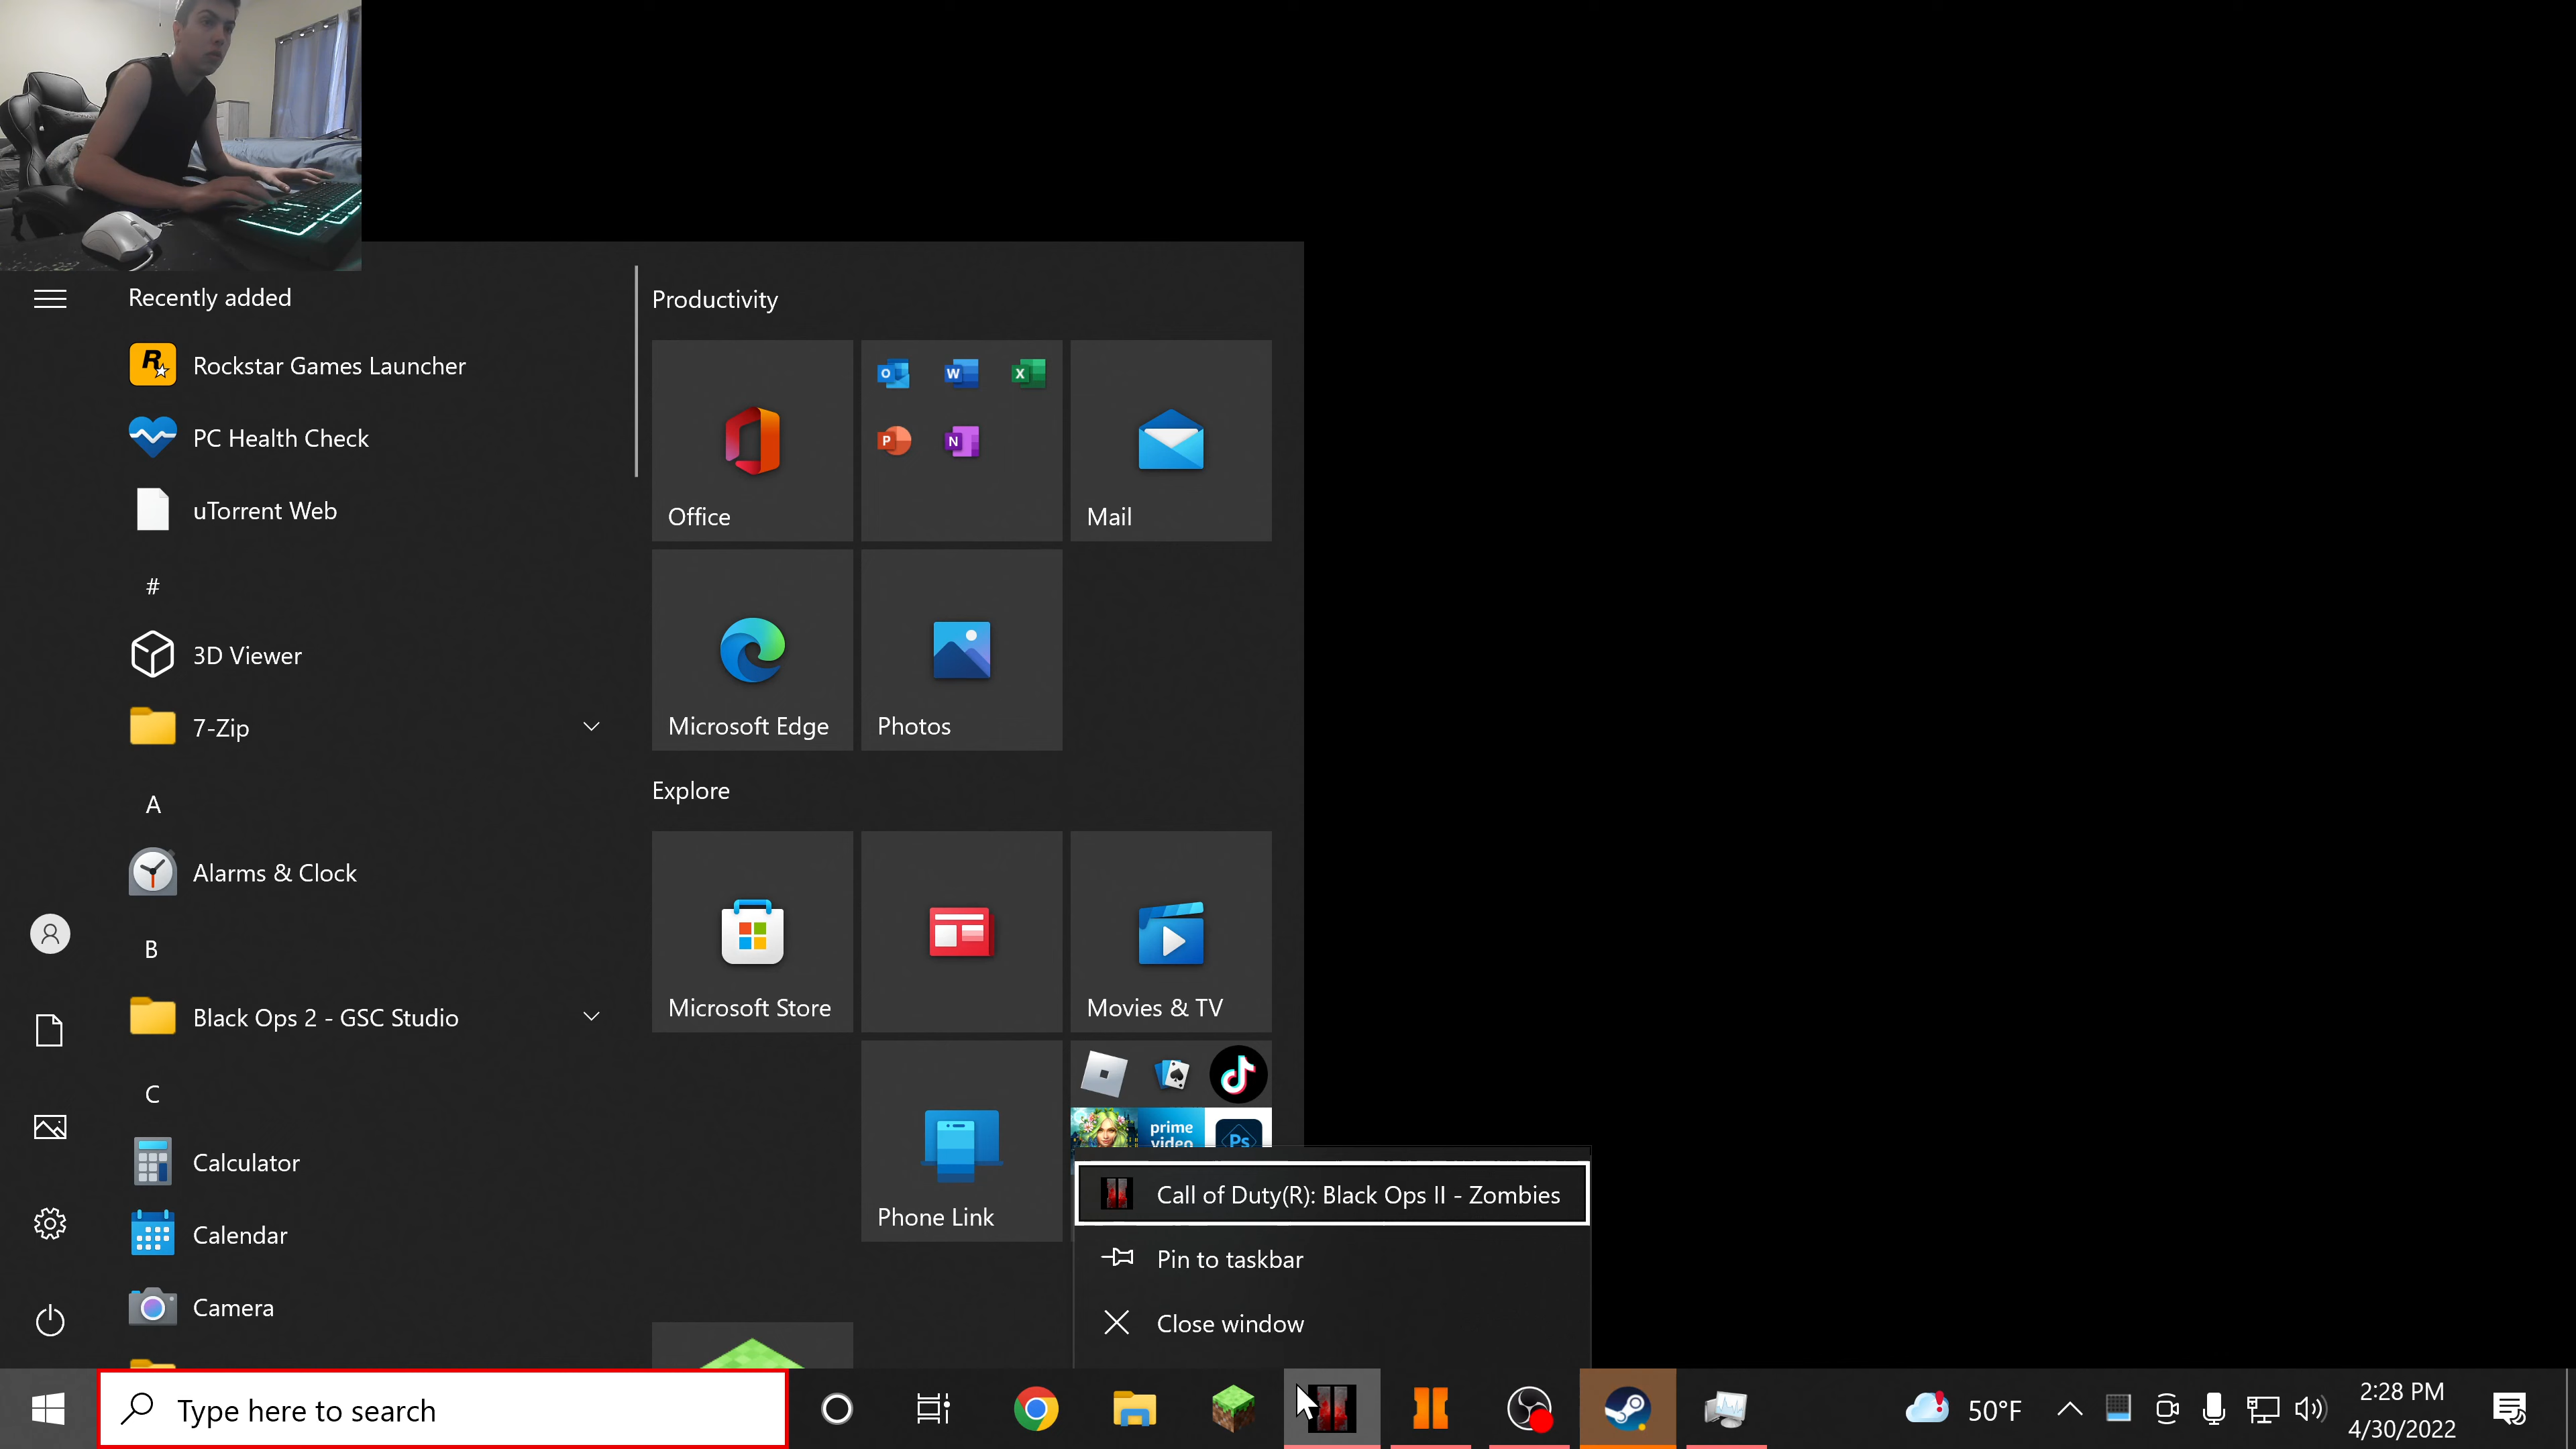 Recently added
Rockstar Games Launcher
PC Health Check
uTorrent Web
#
3D Viewer
7-Zip
A
Alarms & Clock
B
Black Ops 2 - GSC Studio
C
Calculator
Calendar
Camera
Productivity
Office
Mail
Microsoft Edge
Photos
Explore
Microsoft Store
Movies & TV
Phone Link
prime
video
Ps
Call of Duty(R): Black Ops II - Zombies
Pin to taskbar
Close window
Type here to search
50°F
2:28 PM
4/30/2022